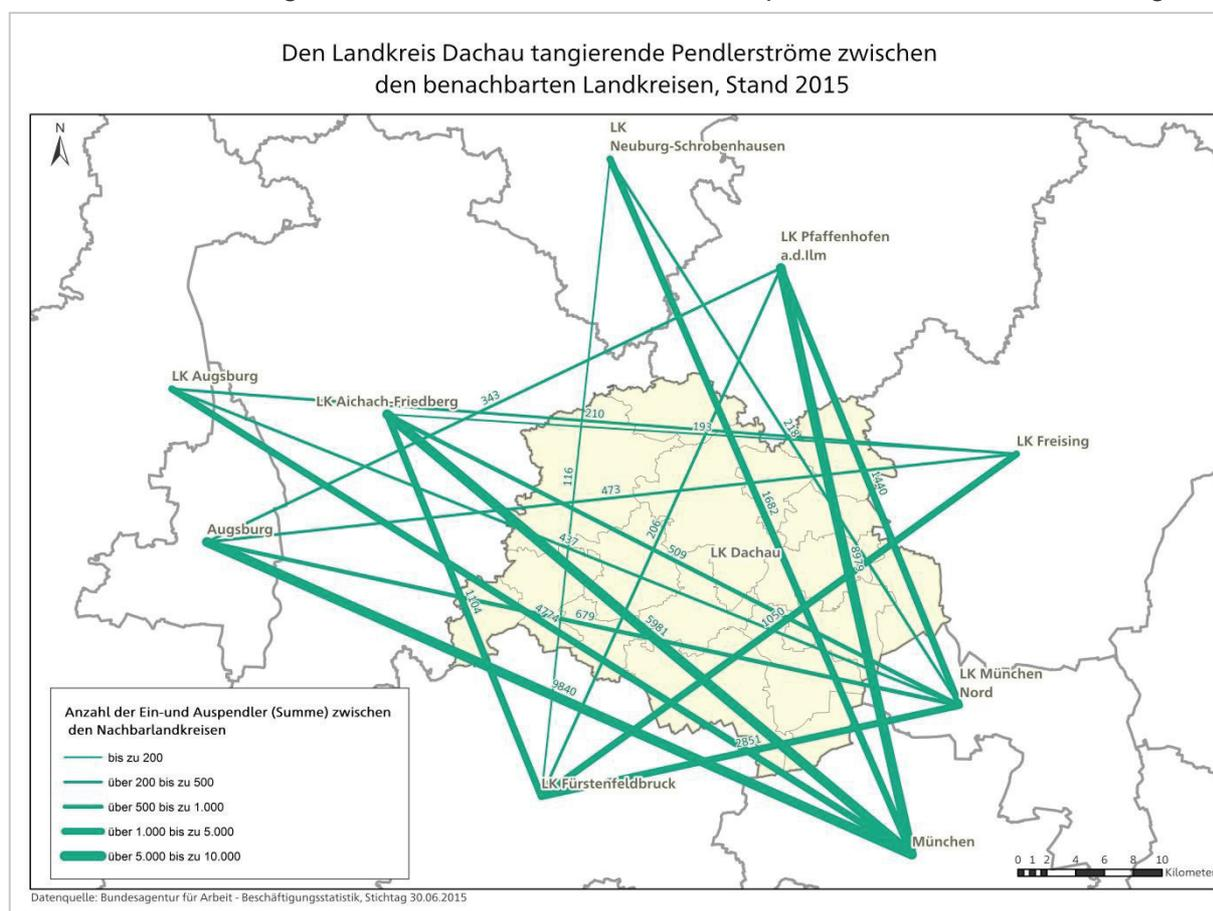 Den Landkreis Dachau tangierende Pendlerströme zwischen
den benachbarten Landkreisen, Stand 2015
N
LK
Neuburg-Schrobenhausen
LK Pfaffenhofen
a.d.Ilm
LK Augsburg
LK Aichach-Friedberg
343
210
193
218
LK Freising
116
473
1440
1682
206
Augsburg
437
509
LK Dachau
8979
1104
4774
679
5981
1050
LK München
Nord
9840
2851
LK Fürstenfeldbruck
München
Anzahl der Ein-und Auspendler (Summe) zwischen
den Nachbarlandkreisen
bis zu 200
über 200 bis zu 500
über 500 bis zu 1.000
über 1.000 bis zu 5.000
über 5.000 bis zu 10.000
0 1 2 4 6 8 10
Kilometer
Datenquelle: Bundesagentur für Arbeit - Beschäftigungsstatistik, Stichtag 30.06.2015